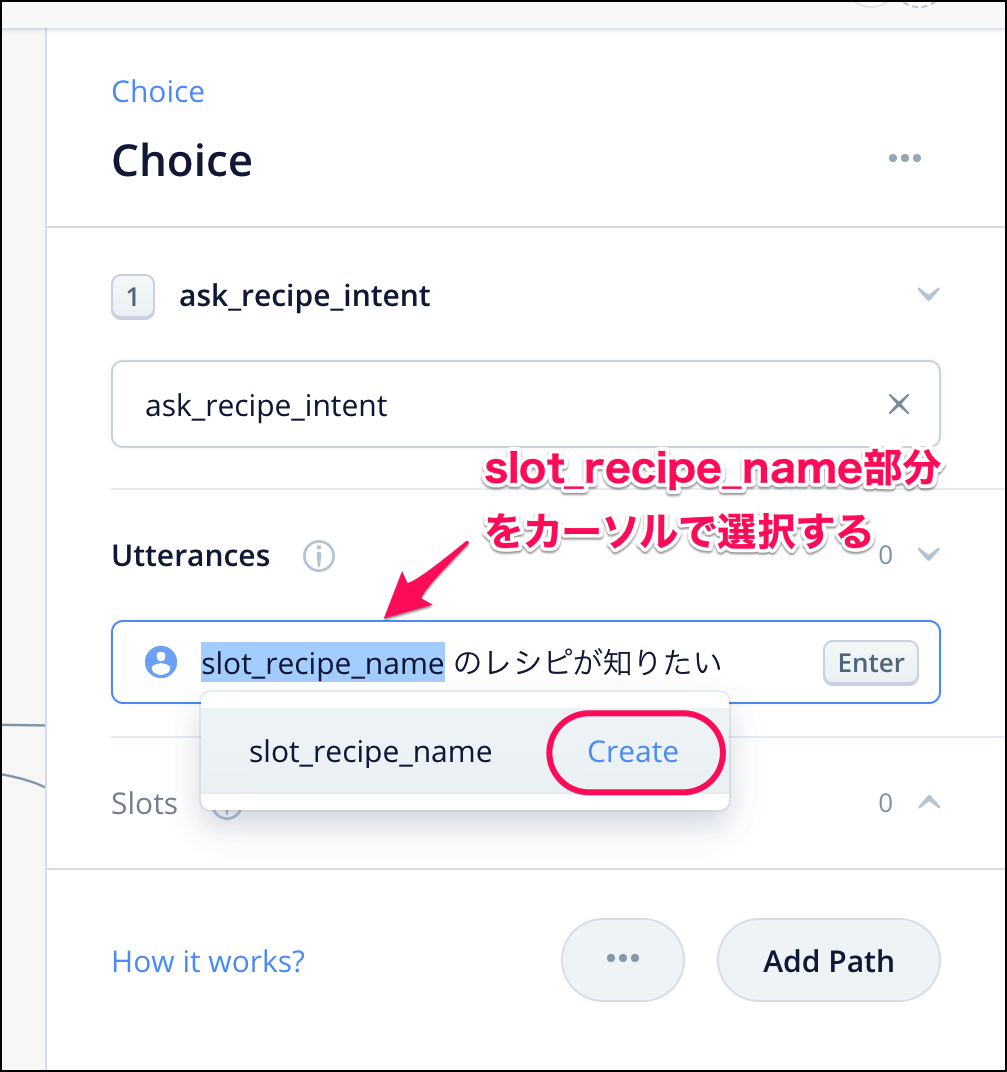 Choice
Choice
1 ask_recipe_intent
ask_recipe_intent
slot_recipe_name部分
をカーソルで選択する
Utterances 0
slot_recipe_name のレシピが知りたい Enter
slot_recipe_name Create
Slots 0
How it works? Add Path